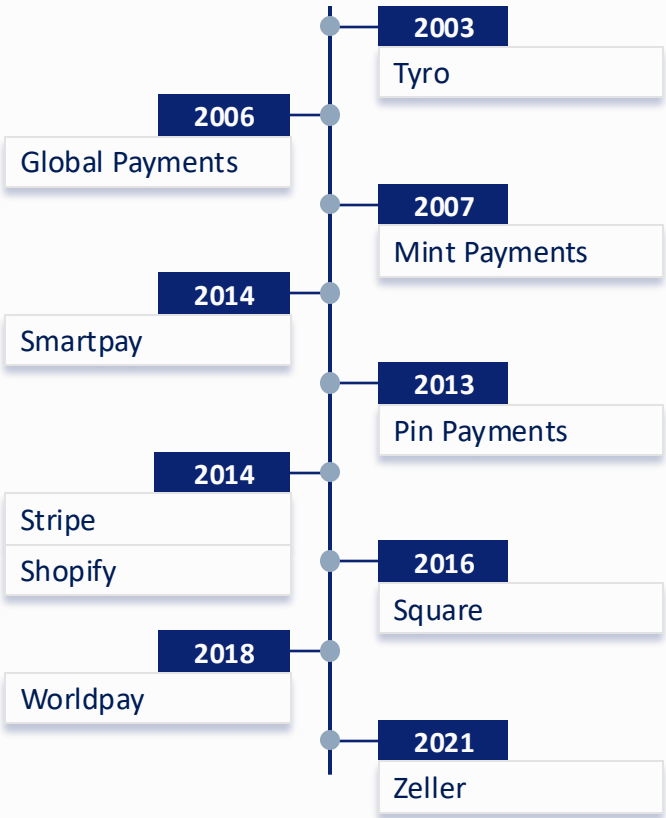 2003
Tyro
2006
Global Payments
2007
Mint Payments
2014
Smartpay
2013
Pin Payments
2014
Stripe
Shopify
2016
Square
2018
Worldpay
2021
Zeller